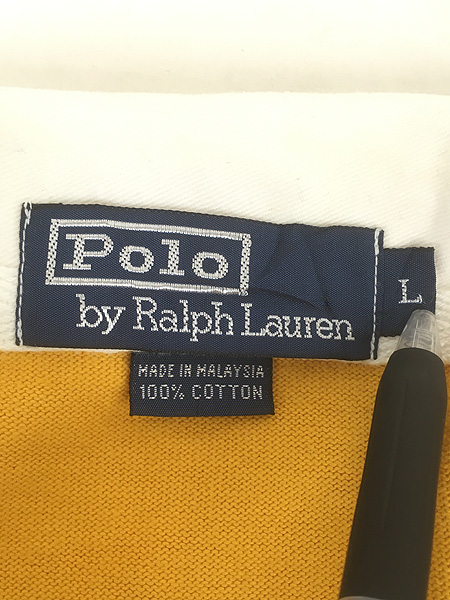 Polo
by Ralph Lauren
L
MADE IN MALAYSIA
100% COTTON